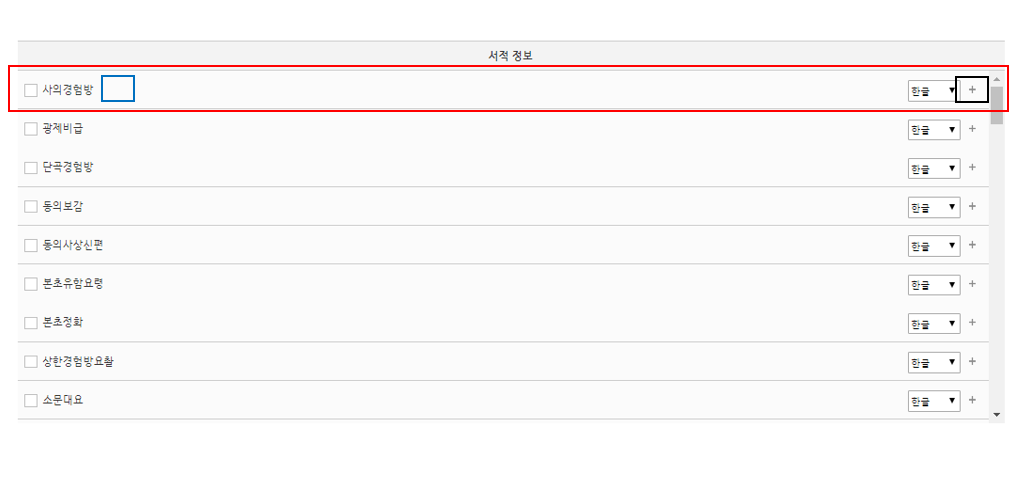 서적 정보
사의경험방 한글 ▼ +
광제비급 한글 ▼ +
단곡경험방 한글 ▼ +
동의보감 한글 ▼ +
동의사상신편 한글 ▼ +
본초유함요령 한글 ▼ +
본초정화 한글 ▼ +
상한경험방요촬 한글 ▼ +
소문대요 한글 ▼ +